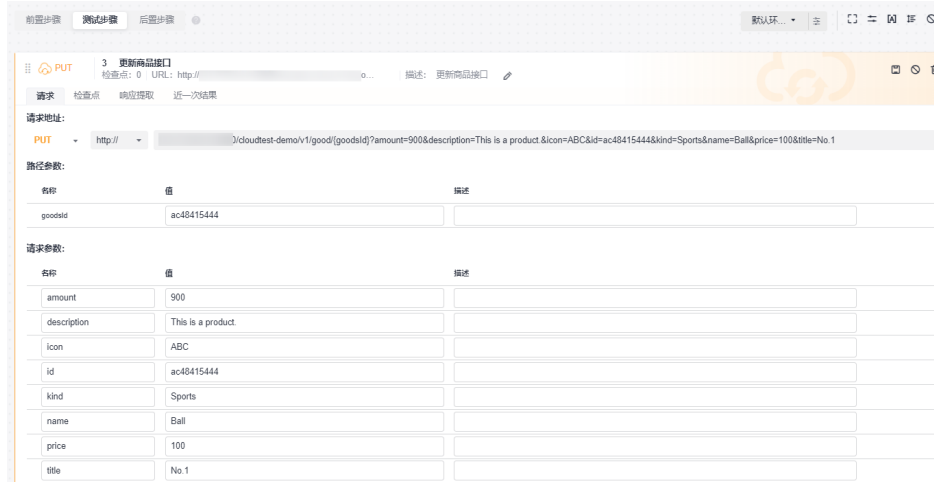 前置步骤 测试步骤 后置步骤 默认环...
PUT 3 更新商品接口
检查点: 0 URL: http:// o... 描述: 更新商品接口
请求 检查点 响应提取 近一次结果
请求地址:
PUT http:// /cloudtest-demo/v1/good/{goodsId}?amount=900&description=This is a product.&icon=ABC&id=ac48415444&kind=Sports&name=Ball&price=100&title=No.1
路径参数:
名称 值 描述
goodsId ac48415444
请求参数:
名称 值 描述
amount 900
description This is a product.
icon ABC
id ac48415444
kind Sports
name Ball
price 100
title No.1